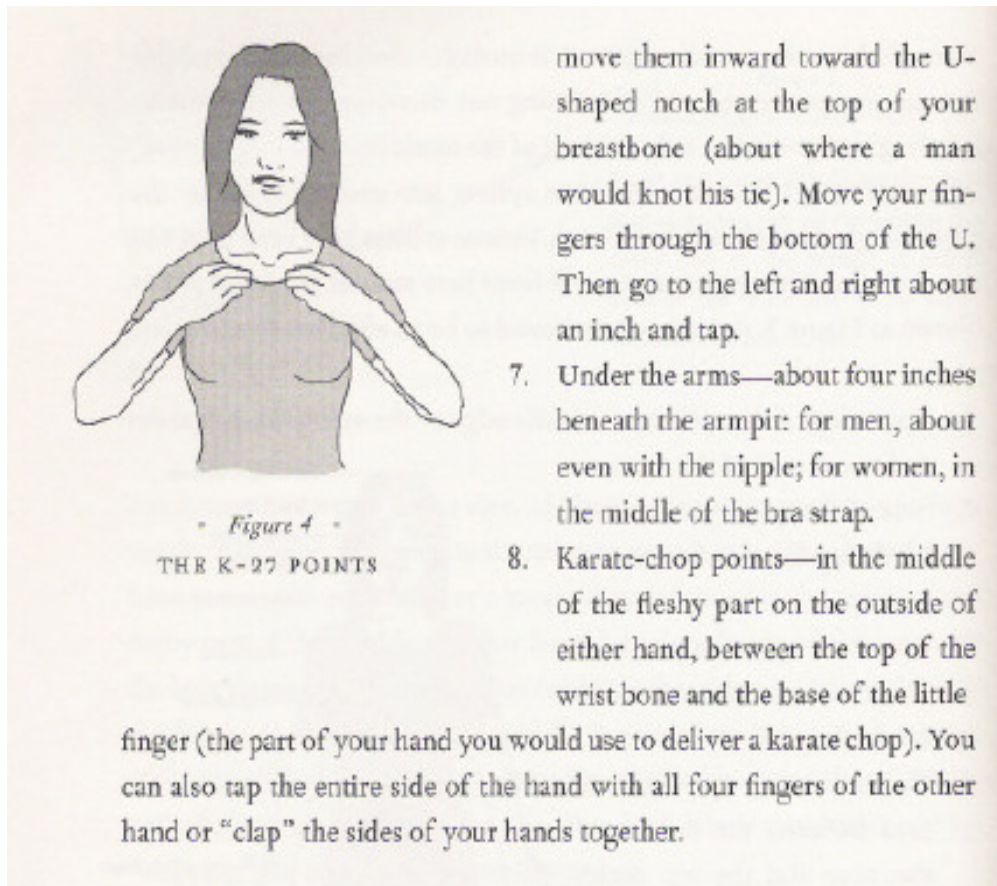 move them inward toward the U-
shaped notch at the top of your
breastbone (about where a man
would knot his tie). Move your fin-
gers through the bottom of the U.
Then go to the left and right about
an inch and tap.
7. Under the arms—about four inches
beneath the armpit: for men, about
even with the nipple; for women, in
the middle of the bra strap.
8. Karate-chop points—in the middle
of the fleshy part on the outside of
either hand, between the top of the
wrist bone and the base of the little
finger (the part of your hand you would use to deliver a karate chop). You
can also tap the entire side of the hand with all four fingers of the other
hand or “clap” the sides of your hands together.
- Figure 4 -
THE K-27 POINTS